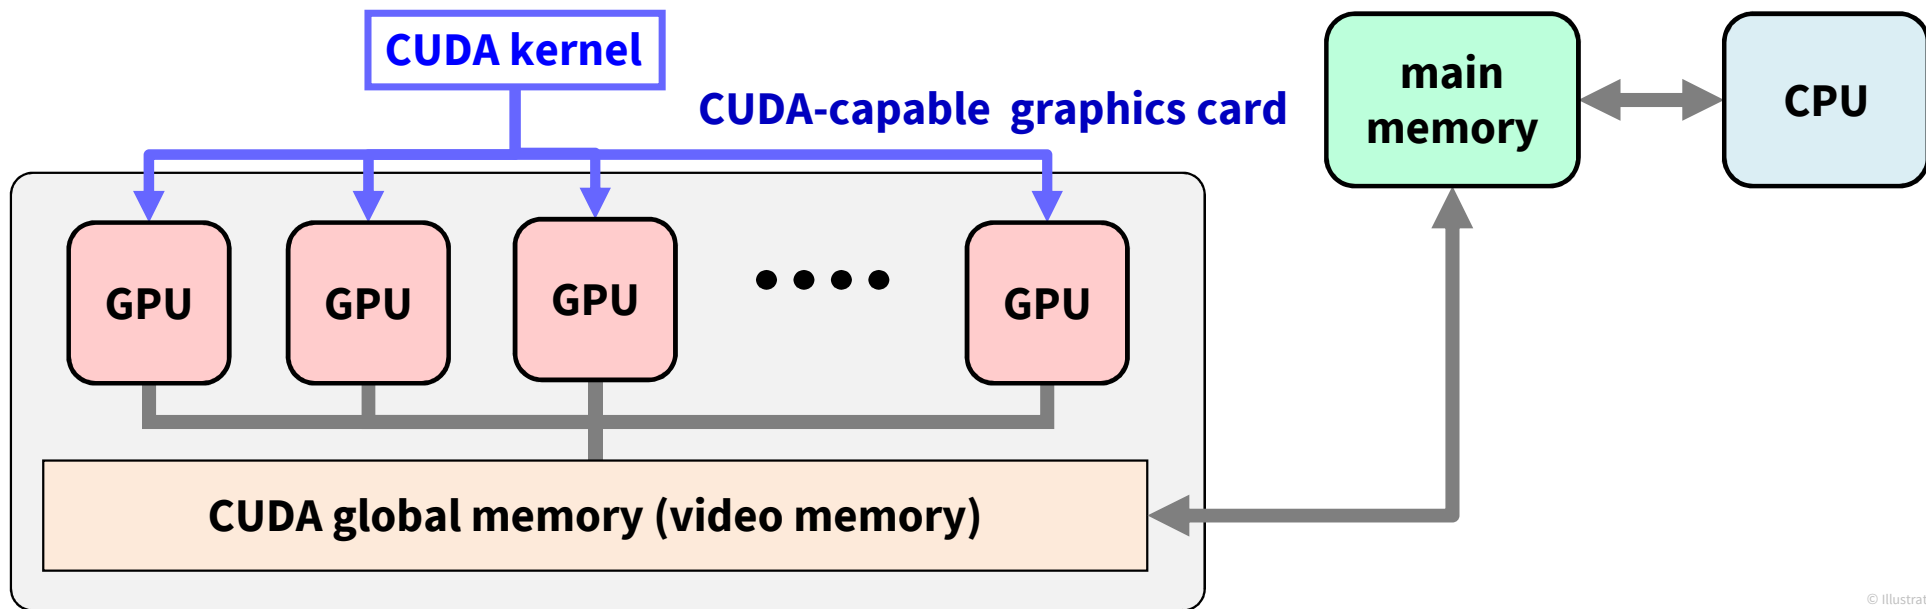 CUDA kernel
CUDA-capable graphics card
main
memory
CPU
GPU
GPU
GPU
GPU
CUDA global memory (video memory)
©